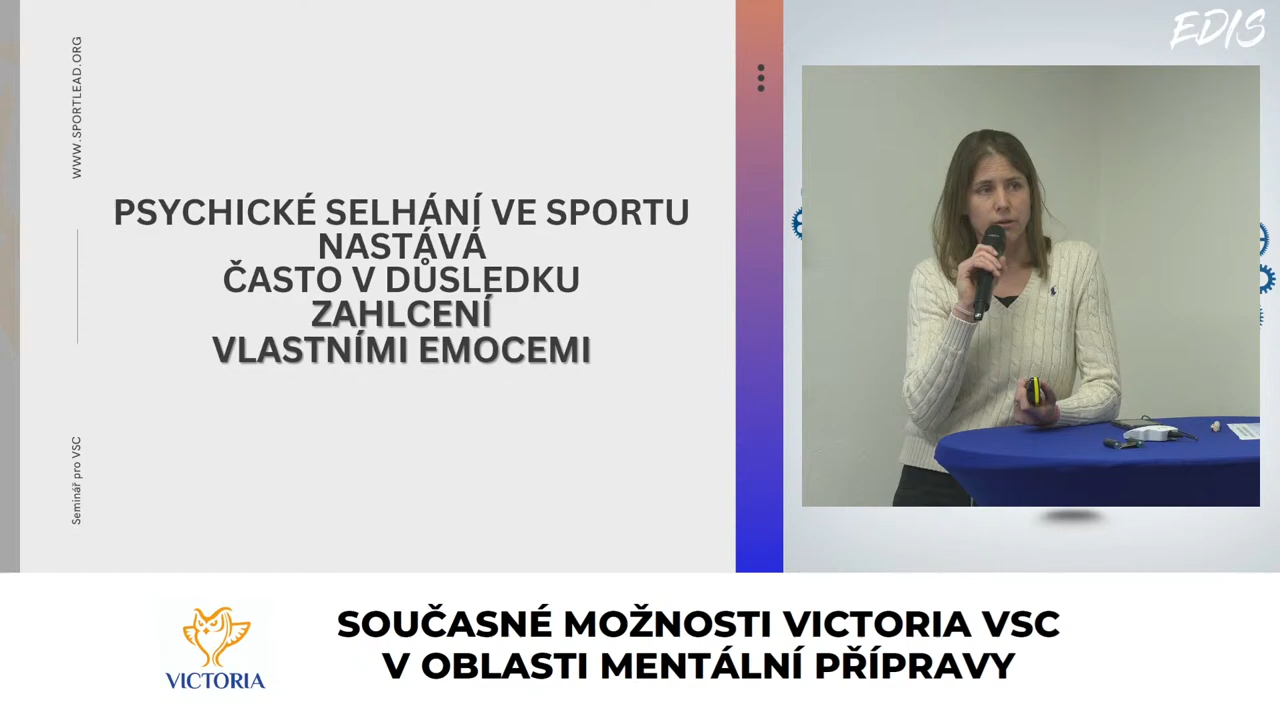 WWW.SPORTLEAD.ORG
PSYCHICKÉ SELHÁNÍ VE SPORTU
NASTÁVÁ
ČASTO V DŮSLEDKU
ZAHLCENÍ
VLASTNÍMI EMOCEMI
Seminář pro VSC
EDIS
VICTORIA
SOUČASNÉ MOŽNOSTI VICTORIA VSC
V OBLASTI MENTÁLNÍ PŘÍPRAVY